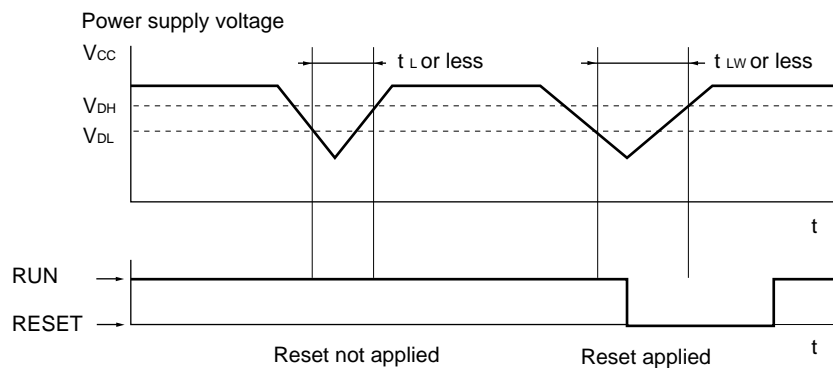 Power supply voltage
VCC
t L or less
t LW or less
VDH
VDL
t
RUN
RESET
t
Reset not applied
Reset applied